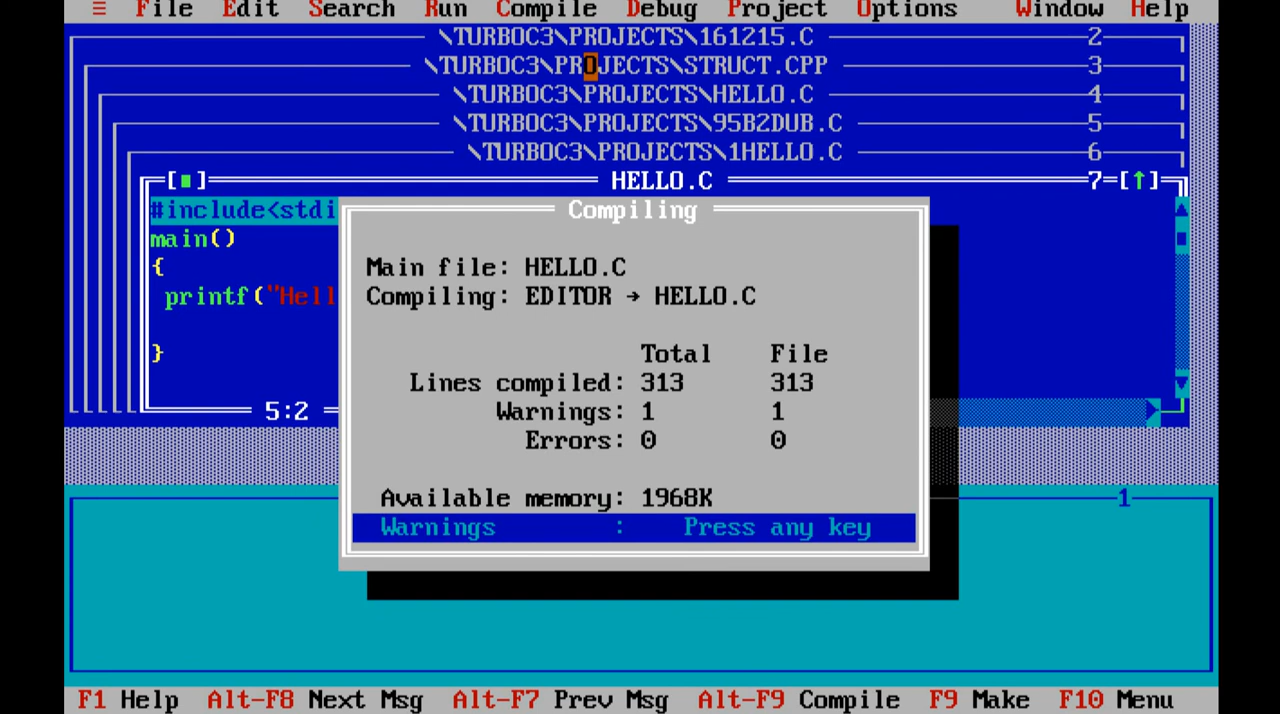 ≡ File Edit Search Run Compile Debug Project Options Window Help
\TURBOC3\PROJECTS\161215.C 2
\TURBOC3\PROJECTS\STRUCT.CPP 3
\TURBOC3\PROJECTS\HELLO.C 4
\TURBOC3\PROJECTS\95B2DUB.C 5
\TURBOC3\PROJECTS\1HELLO.C 6
[■] HELLO.C 7=[↑]
#include<stdi
main()
{
printf("Hell
}
5:2
Compiling
Main file: HELLO.C
Compiling: EDITOR → HELLO.C
Total File
Lines compiled: 313 313
Warnings: 1 1
Errors: 0 0
Available memory: 1968K
Warnings : Press any key
1
F1 Help Alt-F8 Next Msg Alt-F7 Prev Msg Alt-F9 Compile F9 Make F10 Menu